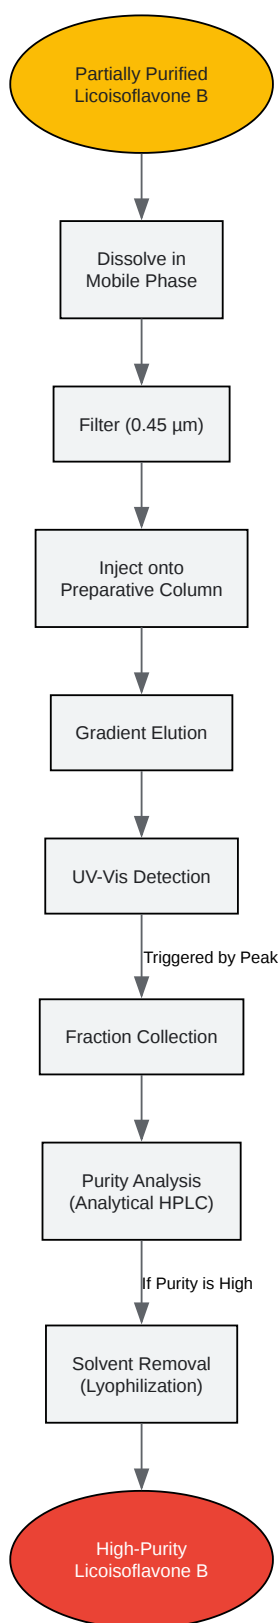 Partially Purified
Licoisoflavone B
Dissolve in
Mobile Phase
Filter (0.45 µm)
Inject onto
Preparative Column
Gradient Elution
UV-Vis Detection
Triggered by Peak
Fraction Collection
Purity Analysis
(Analytical HPLC)
If Purity is High
Solvent Removal
(Lyophilization)
High-Purity
Licoisoflavone B